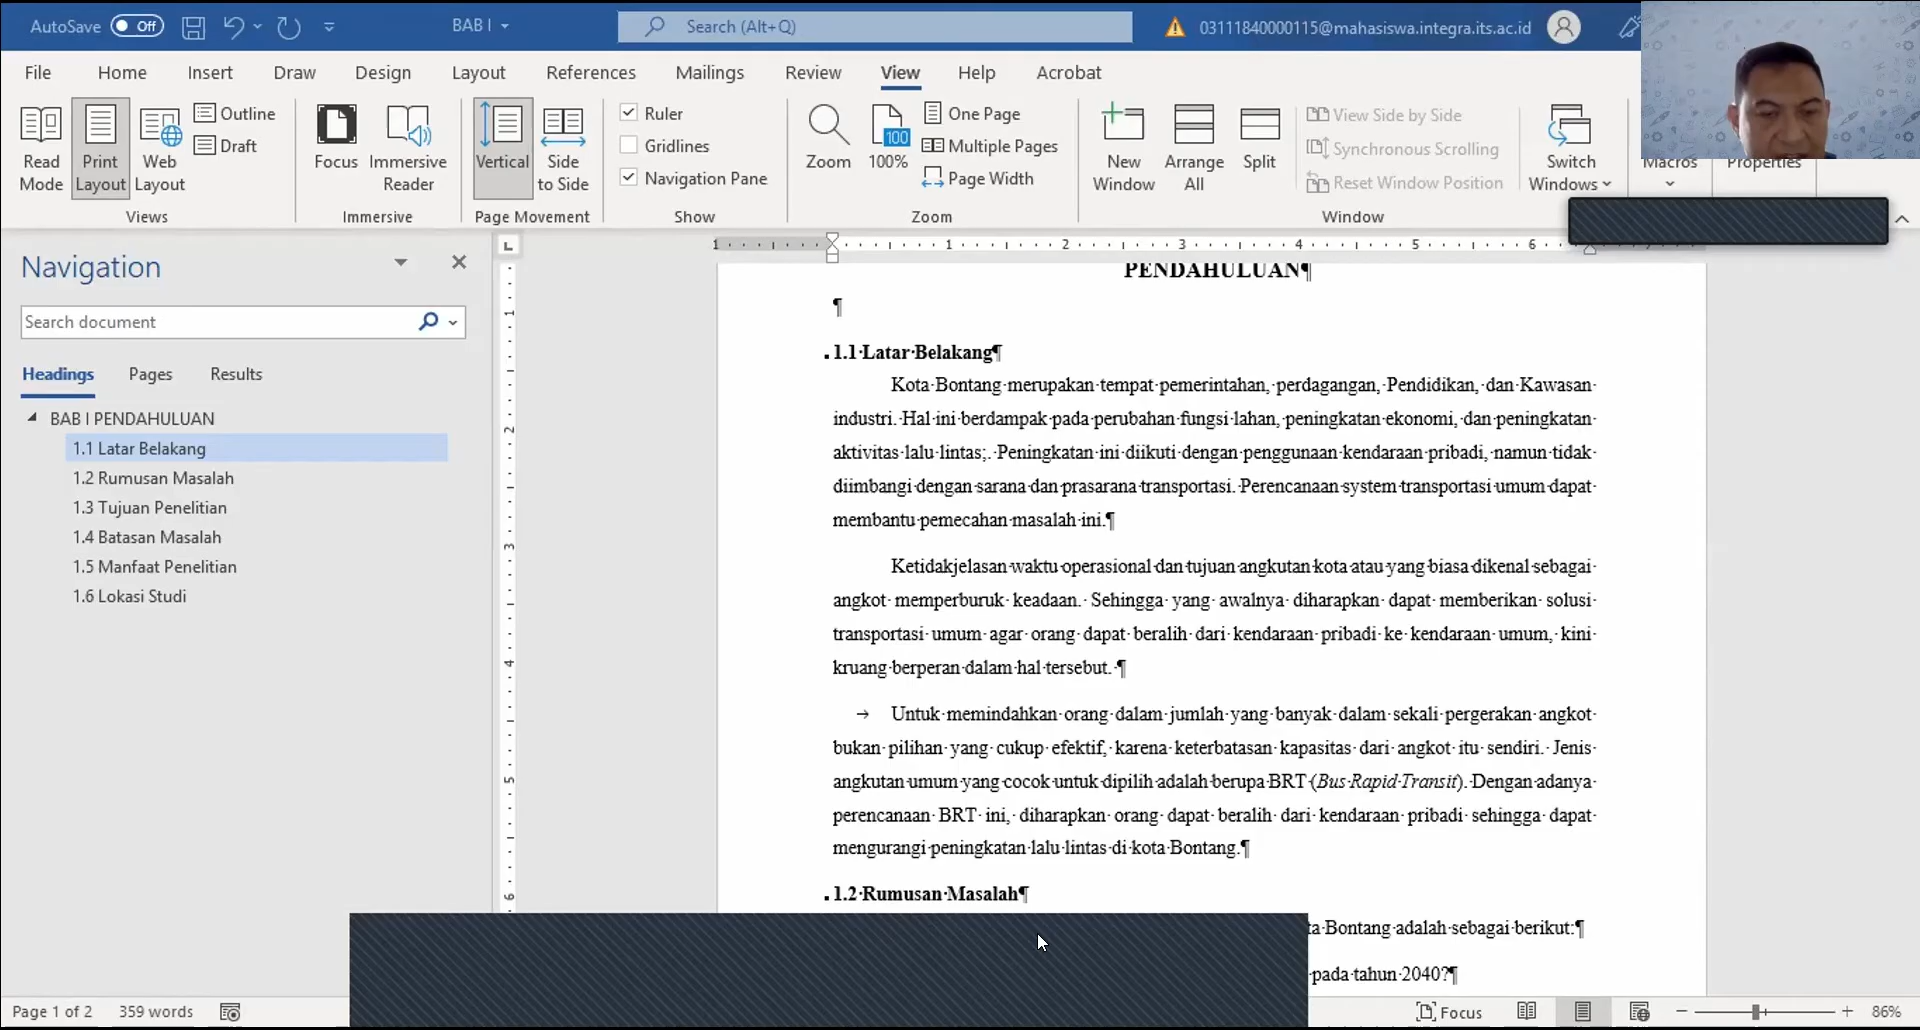 AutoSave Off
BAB I
Search (Alt+Q)
03111840000115@mahasiswa.integra.its.ac.id
File Home Insert Draw Design Layout References Mailings Review View Help Acrobat
Read Mode
Print Layout
Web Layout
Outline
Draft
Views
Focus
Immersive Reader
Immersive
Vertical
Side to Side
Page Movement
Ruler
Gridlines
Navigation Pane
Show
Zoom
100
100%
One Page
Multiple Pages
Page Width
Zoom
New Window
Arrange All
Split
View Side by Side
Synchronous Scrolling
Reset Window Position
Switch Windows
Window
Macros
Properties
Navigation
Search document
Headings Pages Results
BAB I PENDAHULUAN
1.1 Latar Belakang
1.2 Rumusan Masalah
1.3 Tujuan Penelitian
1.4 Batasan Masalah
1.5 Manfaat Penelitian
1.6 Lokasi Studi
1 1 2 3 4 5 6
1
2
3
4
5
6
PENDAHULUAN¶
¶
1.1 Latar Belakang¶
Kota Bontang merupakan tempat pemerintahan, perdagangan, Pendidikan, dan Kawasan
industri. Hal ini berdampak pada perubahan fungsi lahan, peningkatan ekonomi, dan peningkatan
aktivitas lalu lintas;. Peningkatan ini diikuti dengan penggunaan kendaraan pribadi, namun tidak
diimbangi dengan sarana dan prasarana transportasi. Perencanaan system transportasi umum dapat
membantu pemecahan masalah ini.¶
Ketidakjelasan waktu operasional dan tujuan angkutan kota atau yang biasa dikenal sebagai
angkot memperburuk keadaan. Sehingga yang awalnya diharapkan dapat memberikan solusi
transportasi umum agar orang dapat beralih dari kendaraan pribadi ke kendaraan umum, kini
kruang berperan dalam hal tersebut. ¶
→ Untuk memindahkan orang dalam jumlah yang banyak dalam sekali pergerakan angkot
bukan pilihan yang cukup efektif, karena keterbatasan kapasitas dari angkot itu sendiri. Jenis
angkutan umum yang cocok untuk dipilih adalah berupa BRT (Bus Rapid Transit). Dengan adanya
perencanaan BRT ini, diharapkan orang dapat beralih dari kendaraan pribadi sehingga dapat
mengurangi peningkatan lalu lintas di kota Bontang.¶
1.2 Rumusan Masalah¶
ta Bontang adalah sebagai berikut:¶
pada tahun 2040?¶
Page 1 of 2 359 words
Focus
86%